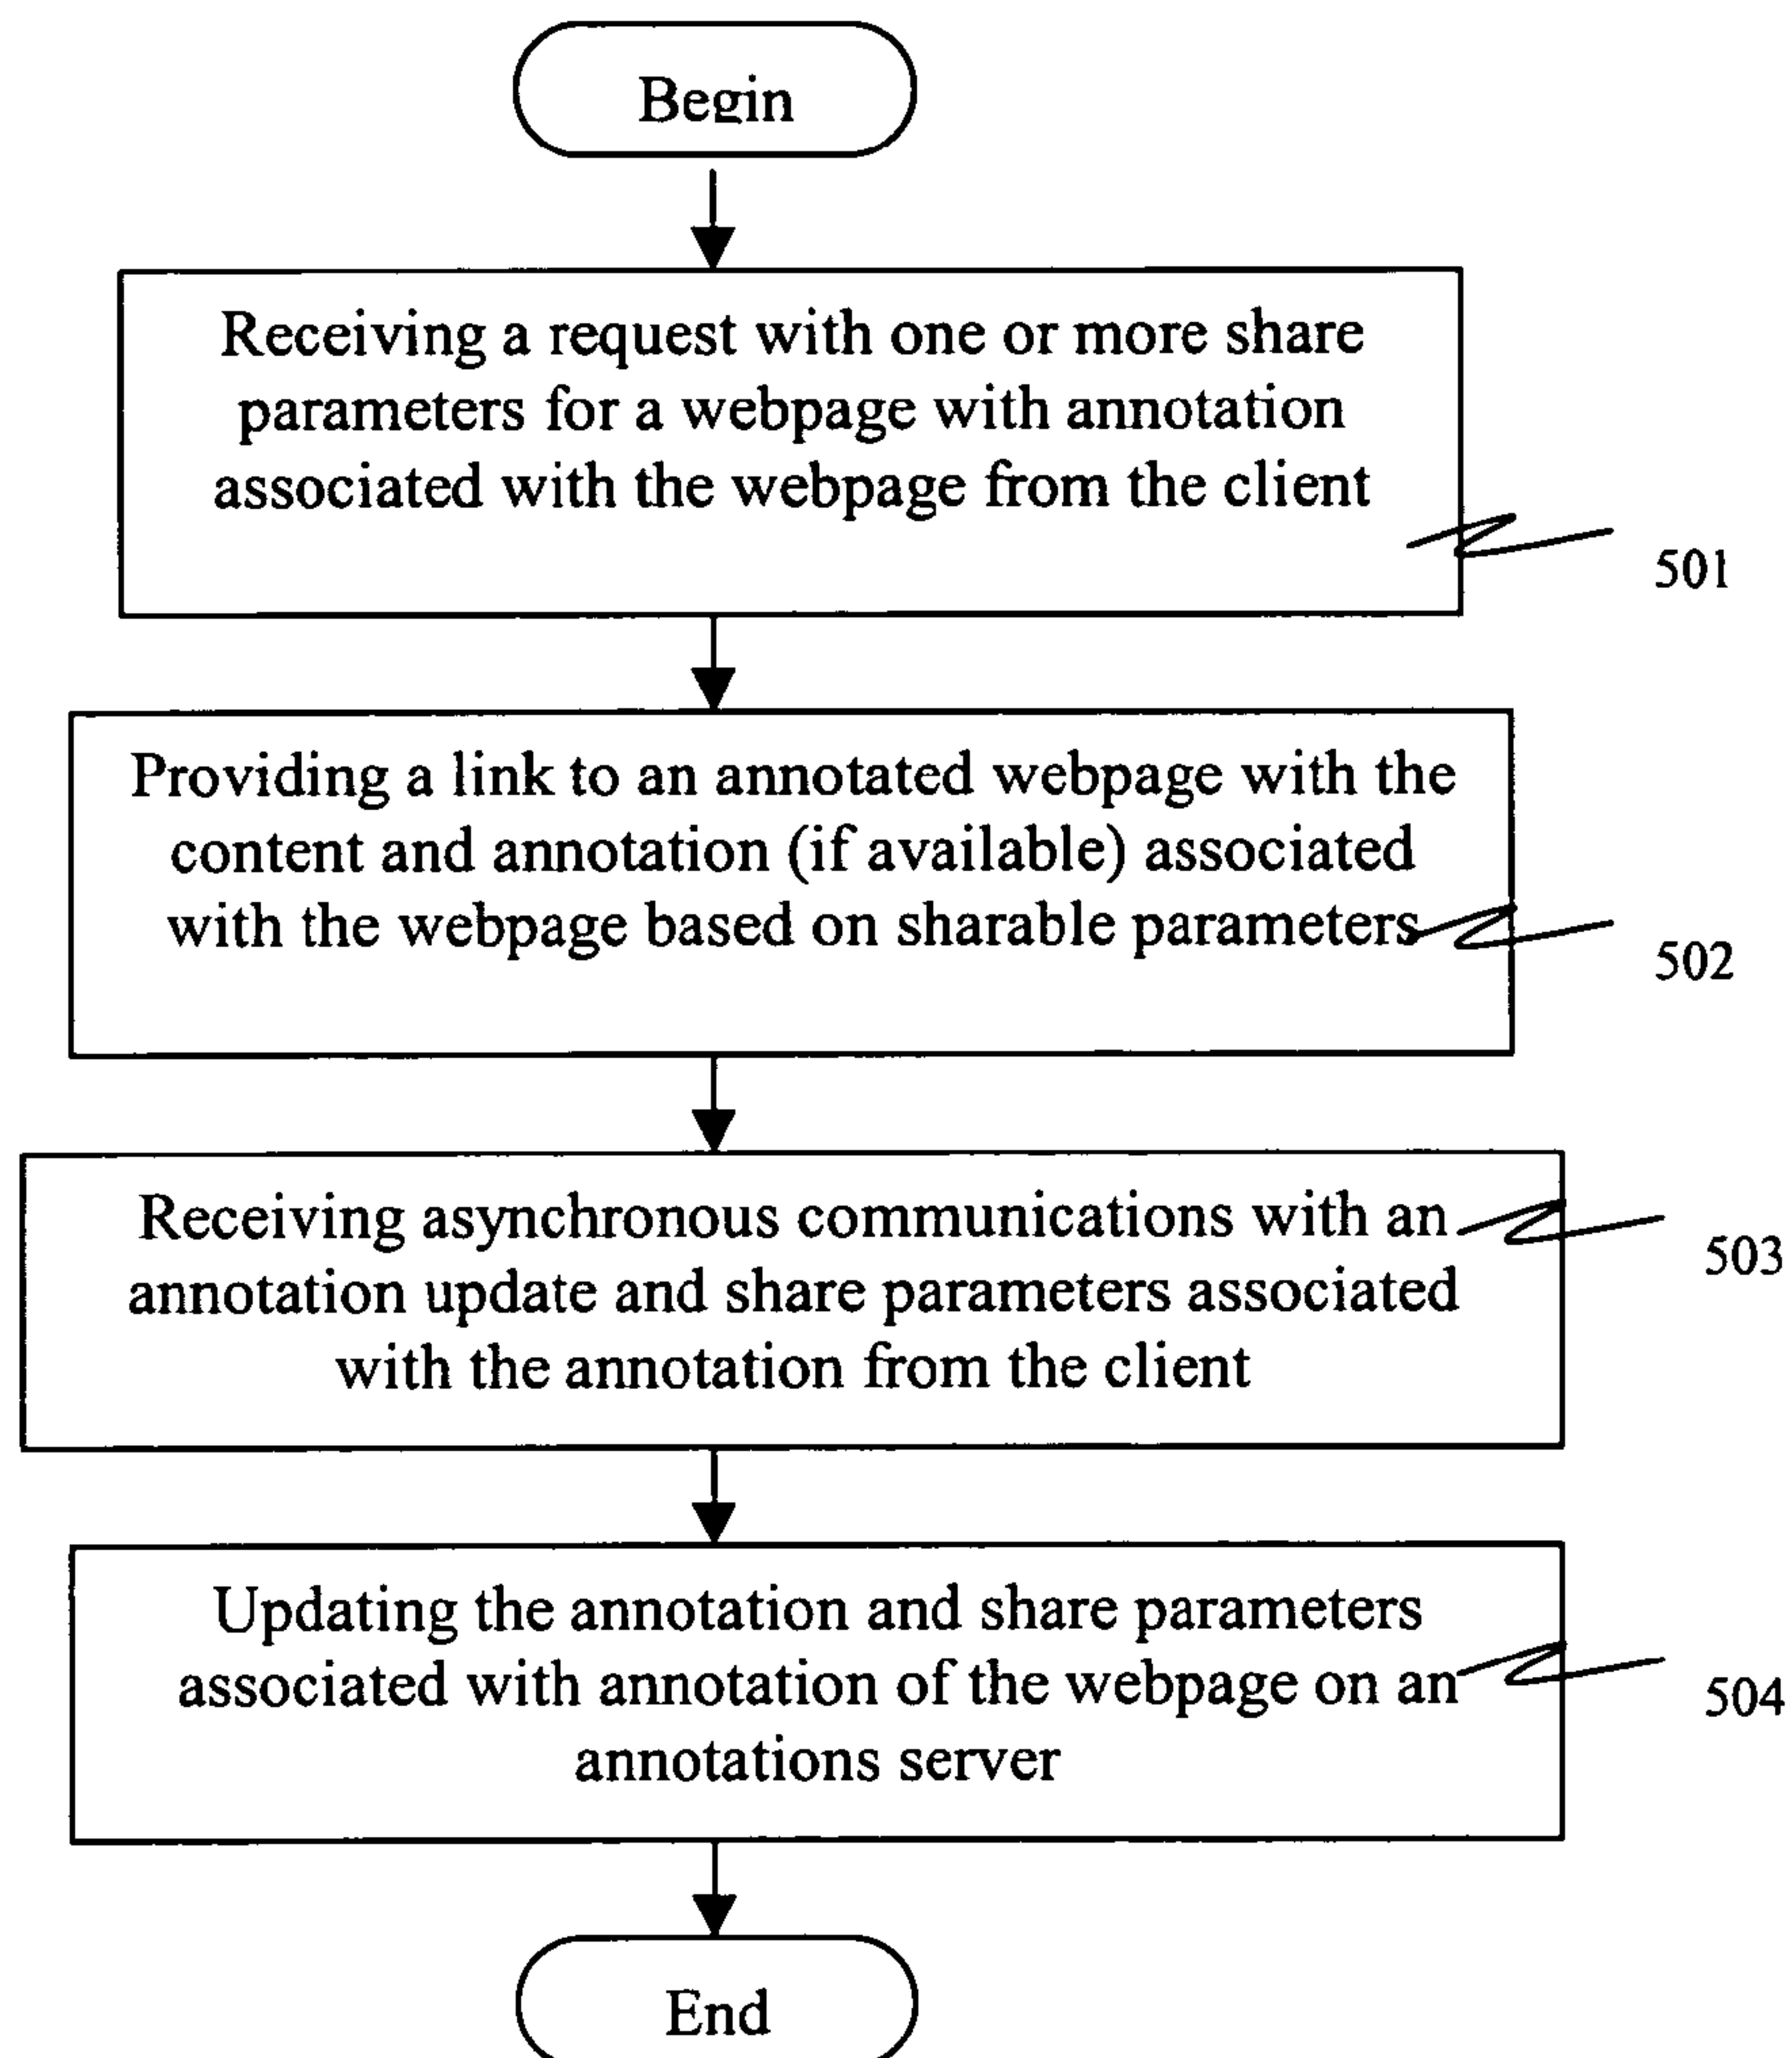 Begin
Receiving a request with one or more share
parameters for a webpage with annotation
associated with the webpage from the client
501
Providing a link to an annotated webpage with the
content and annotation (if available) associated
with the webpage based on sharable parameters
502
Receiving asynchronous communications with an
annotation update and share parameters associated
with the annotation from the client
503
Updating the annotation and share parameters
associated with annotation of the webpage on an
annotations server
504
End